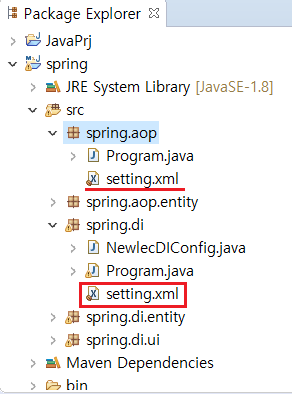 Package Explorer
JavaPrj
spring
JRE System Library [JavaSE-1.8]
src
spring.aop
Program.java
setting.xml
spring.aop.entity
spring.di
NewlecDIConfig.java
Program.java
setting.xml
spring.di.entity
spring.di.ui
Maven Dependencies
bin